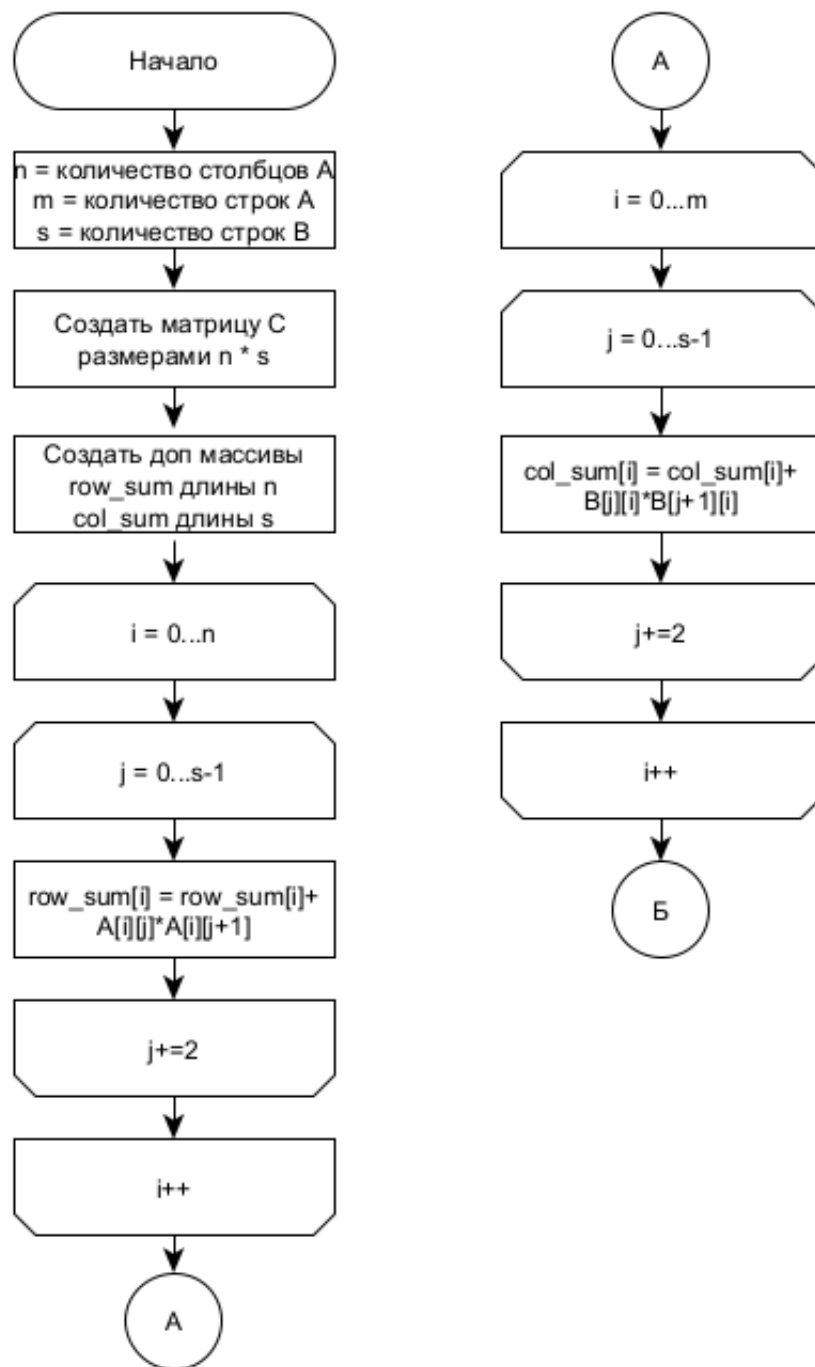 Начало
n = количество столбцов A
m = количество строк A
s = количество строк B
Создать матрицу C
размерами n * s
Создать доп массивы
row_sum длины n
col_sum длины s
i = 0...n
j = 0...s-1
row_sum[i] = row_sum[i]+
A[i][j]*A[i][j+1]
j+=2
i++
А
А
i = 0...m
j = 0...s-1
col_sum[i] = col_sum[i]+
B[j][i]*B[j+1][i]
j+=2
i++
Б